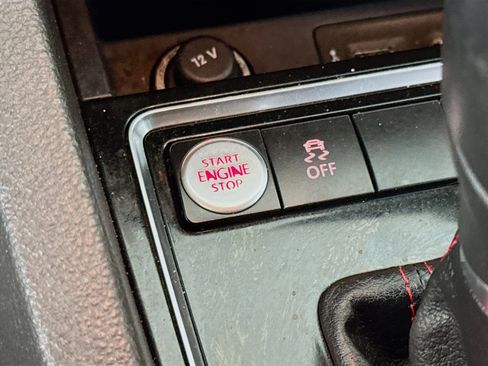 12 V
START
ENGINE
STOP
OFF